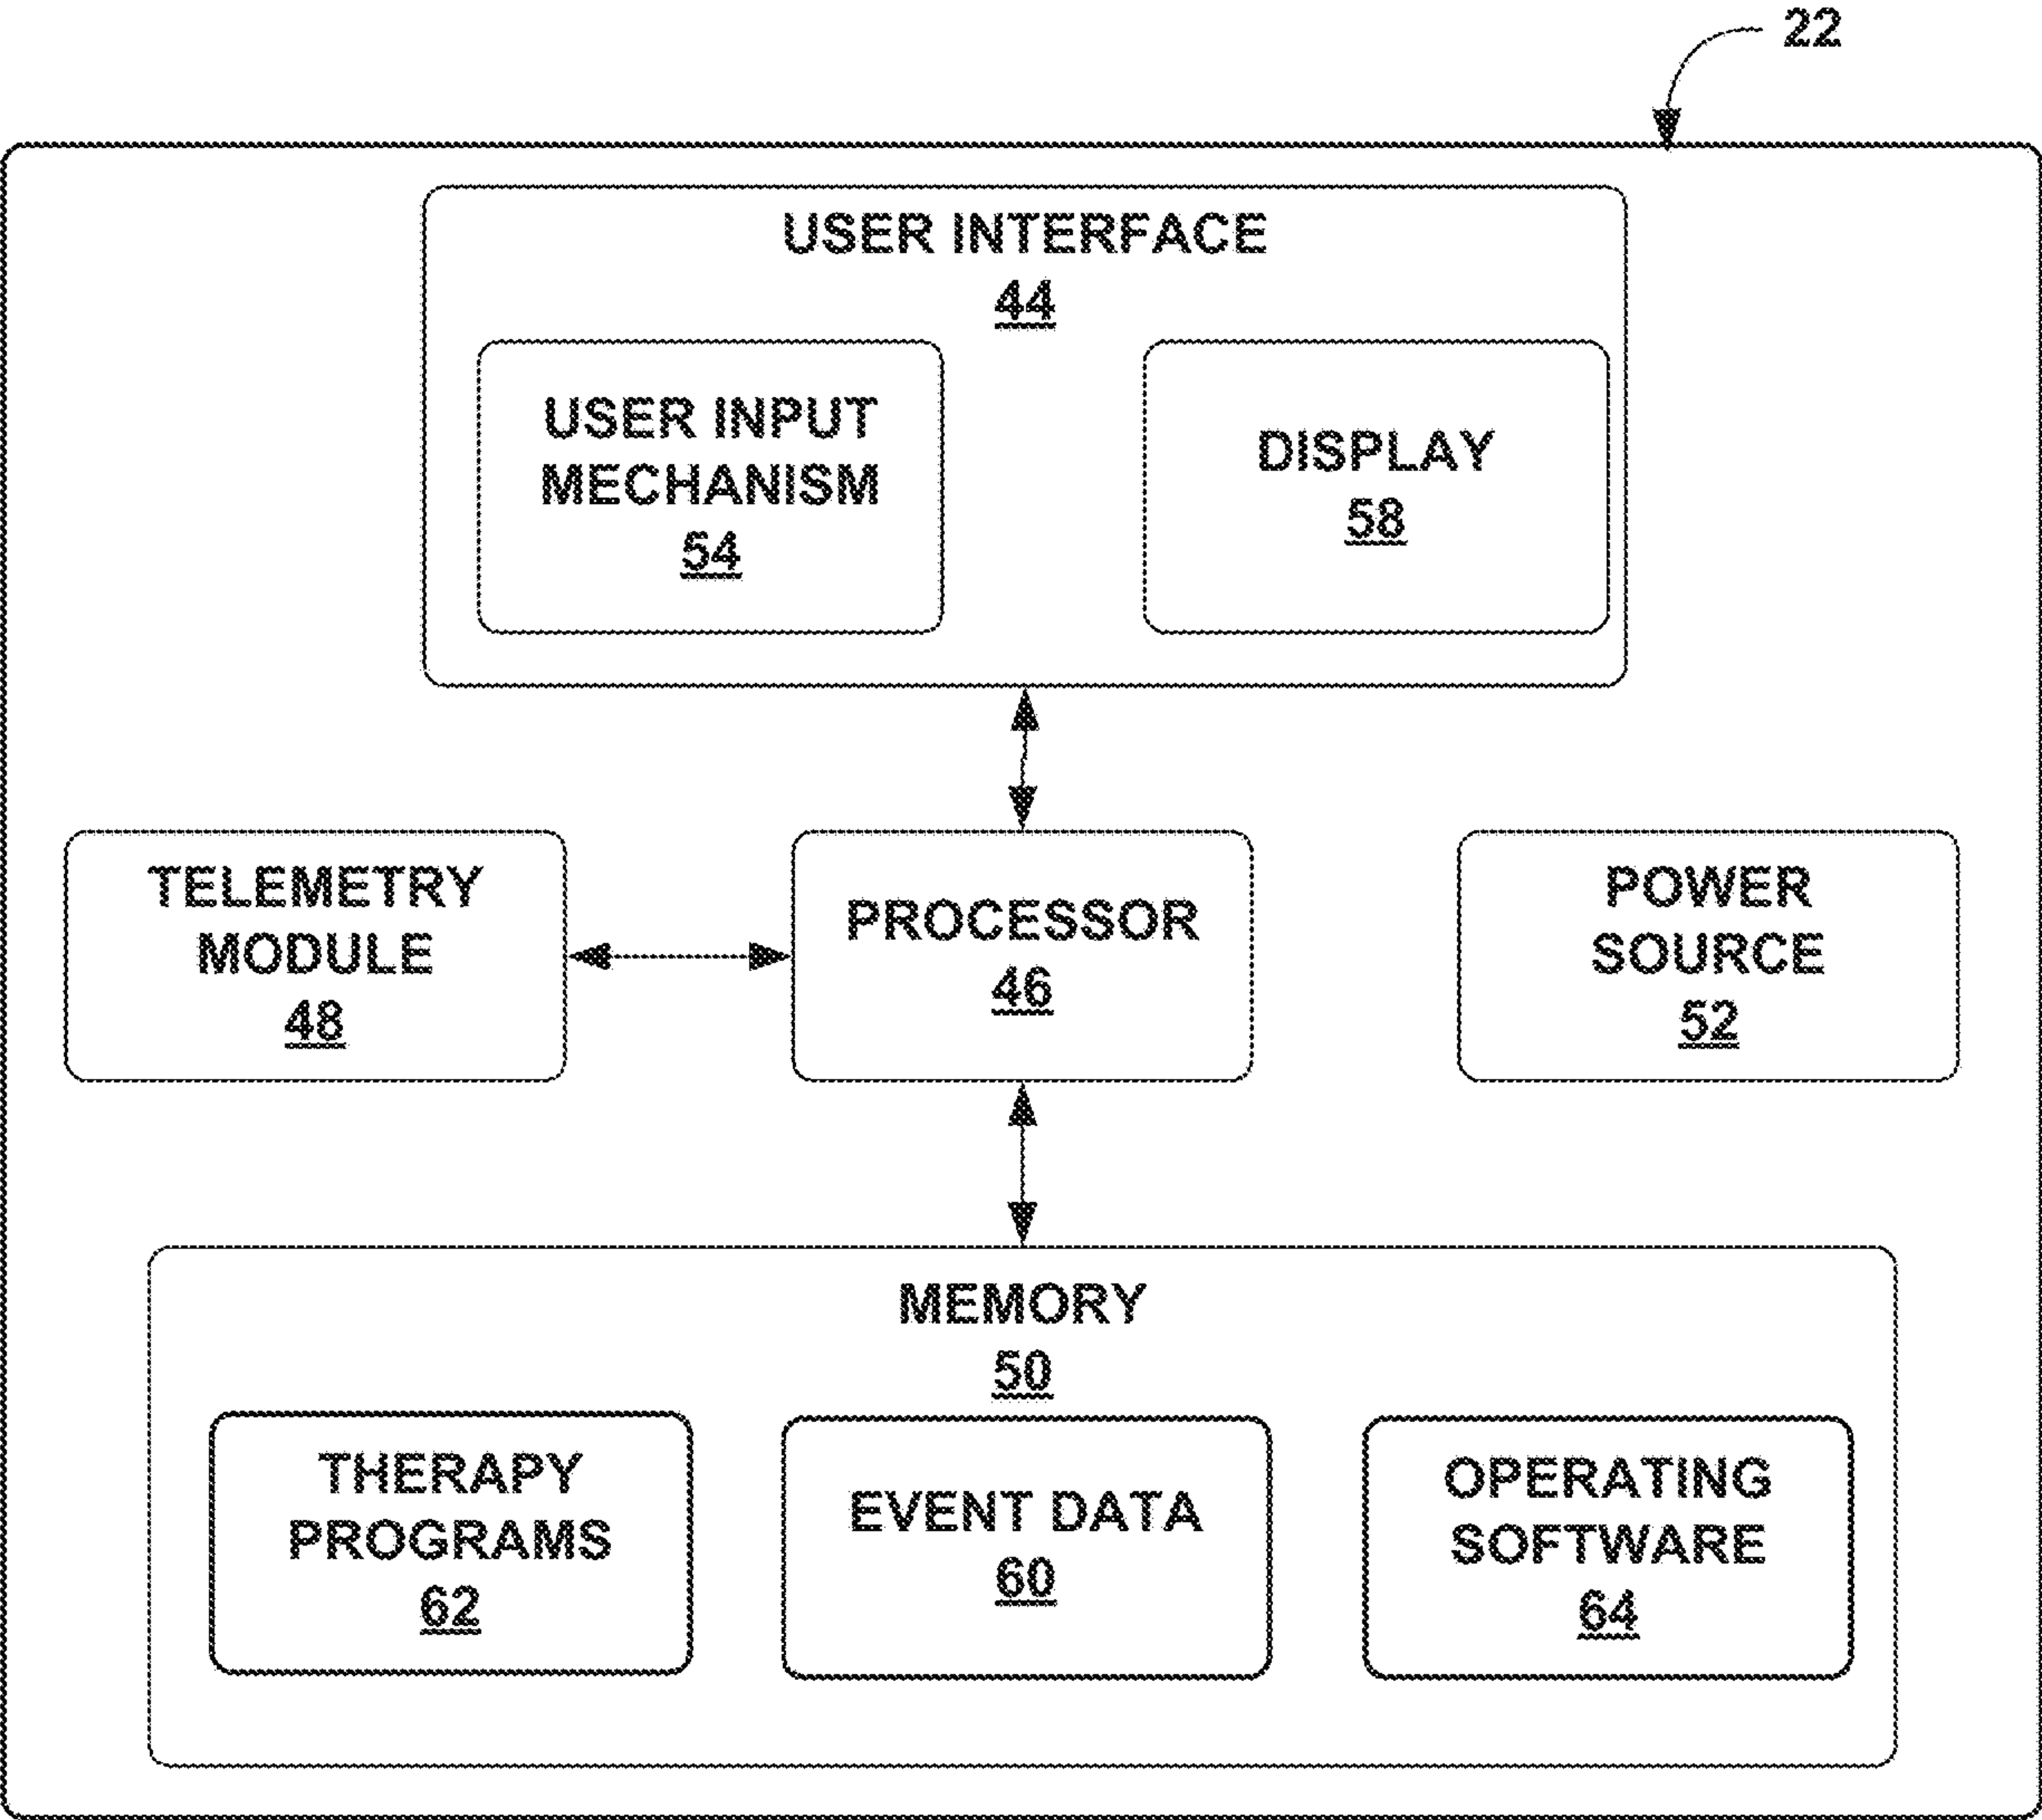 22
USER INTERFACE
44
USER INPUT
MECHANISM
54
DISPLAY
58
TELEMETRY
MODULE
48
PROCESSOR
46
POWER
SOURCE
52
MEMORY
50
THERAPY
PROGRAMS
62
EVENT DATA
60
OPERATING
SOFTWARE
64